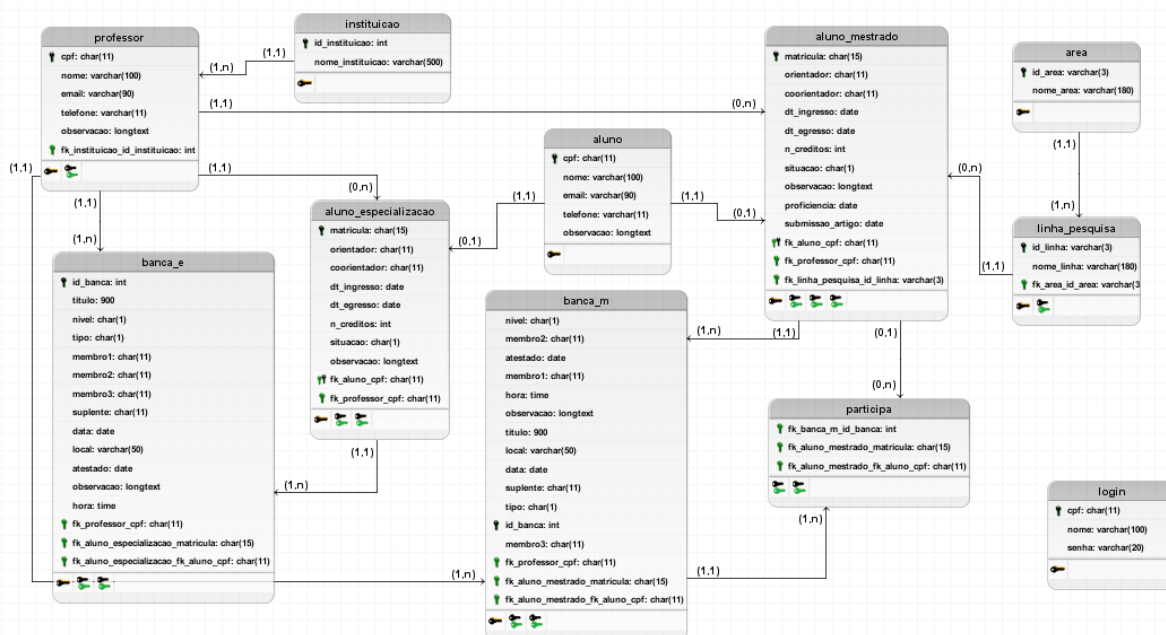 professor
cpf: char(11)
nome: varchar(100)
email: varchar(90)
telefone: varchar(11)
observacao: longtext
fk_instituicao_id_instituicao: int
instituicao
id_instituicao: int
nome_instituicao: varchar(500)
(1,n)
(1,1)
aluno_mestrado
matricula: char(15)
orientador: char(11)
coorientador: char(11)
dt_ingresso: date
dt_egresso: date
n_creditos: int
situacao: char(1)
observacao: longtext
proficiencia: date
submissao_artigo: date
fk_aluno_cpf: char(11)
fk_professor_cpf: char(11)
fk_linha_pesquisa_id_linha: varchar(3)
area
id_area: varchar(3)
nome_area: varchar(180)
(1,1)
(0,n)
aluno
cpf: char(11)
nome: varchar(100)
email: varchar(90)
telefone: varchar(11)
observacao: longtext
(1,1)
(1,n)
linha_pesquisa
id_linha: varchar(3)
nome_linha: varchar(180)
fk_area_id_area: varchar(3
(0,n)
(1,1)
(1,1)
(1,1)
(0,n)
(1,1)
(0,1)
(1,1)
(0,1)
aluno_especializacao
matricula: char(15)
orientador: char(11)
coorientador: char(11)
dt_ingresso: date
dt_egresso: date
n_creditos: int
situacao: char(1)
observacao: longtext
fk_aluno_cpf: char(11)
fk_professor_cpf: char(11)
(1,1)
(1,n)
banca_e
id_banca: int
titulo: 900
nivel: char(1)
tipo: char(1)
membro1: char(11)
membro2: char(11)
membro3: char(11)
suplente: char(11)
data: date
local: varchar(50)
atestado: date
observacao: longtext
hora: time
fk_professor_cpf: char(11)
fk_aluno_especializacao_matricula: char(15)
fk_aluno_especializacao_fk_aluno_cpf: char(11)
(1,1)
(1,n)
banca_m
nivel: char(1)
membro2: char(11)
atestado: date
membro1: char(11)
hora: time
observacao: longtext
titulo: 900
local: varchar(50)
data: date
suplente: char(11)
tipo: char(1)
id_banca: int
membro3: char(11)
fk_professor_cpf: char(11)
fk_aluno_mestrado_matricula: char(15)
fk_aluno_mestrado_fk_aluno_cpf: char(11)
(1,n)
(1,n)
(1,1)
(0,1)
(0,n)
participa
fk_banca_m_id_banca: int
fk_aluno_mestrado_matricula: char(15)
fk_aluno_mestrado_fk_aluno_cpf: char(11)
(1,n)
(1,1)
login
cpf: char(11)
nome: varchar(100)
senha: varchar(20)